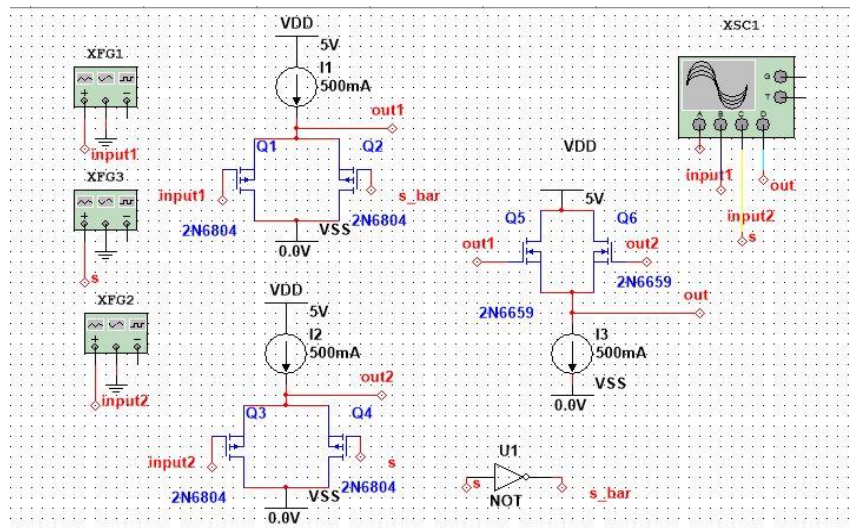 XFG1
input1
XFG3
s
XFG2
input2
VDD
5V
I1
500mA
out1
Q1
Q2
input1
s_bar
2N6804
2N6804
VSS
0.0V
VDD
5V
I2
500mA
out2
Q3
Q4
input2
s
2N6804
2N6804
VSS
0.0V
VDD
5V
Q5
Q6
out1
out2
2N6659
2N6659
out
I3
500mA
VSS
0.0V
U1
s
NOT
s_bar
XSC1
G
T
A
B
C
D
input1
out
input2
s